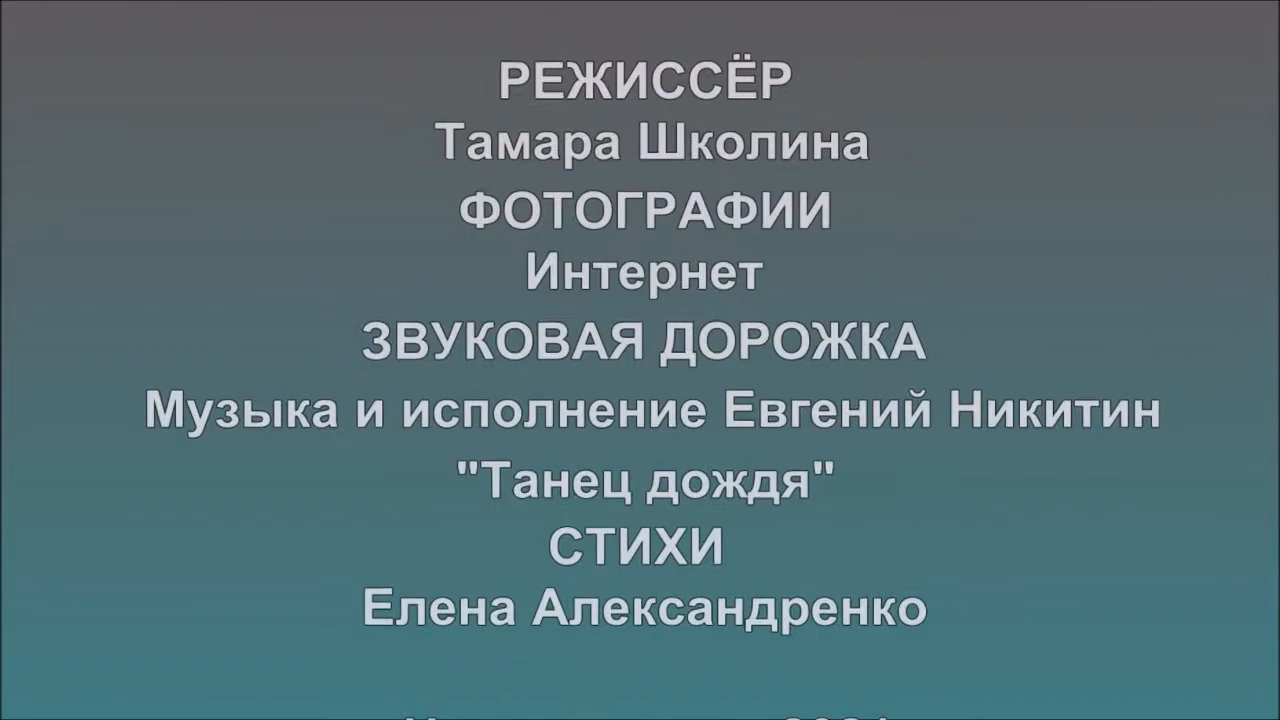 РЕЖИССЁР
Тамара Школина
ФОТОГРАФИИ
Интернет
ЗВУКОВАЯ ДОРОЖКА
Музыка и исполнение Евгений Никитин
"Танец дождя"
СТИХИ
Елена Александренко